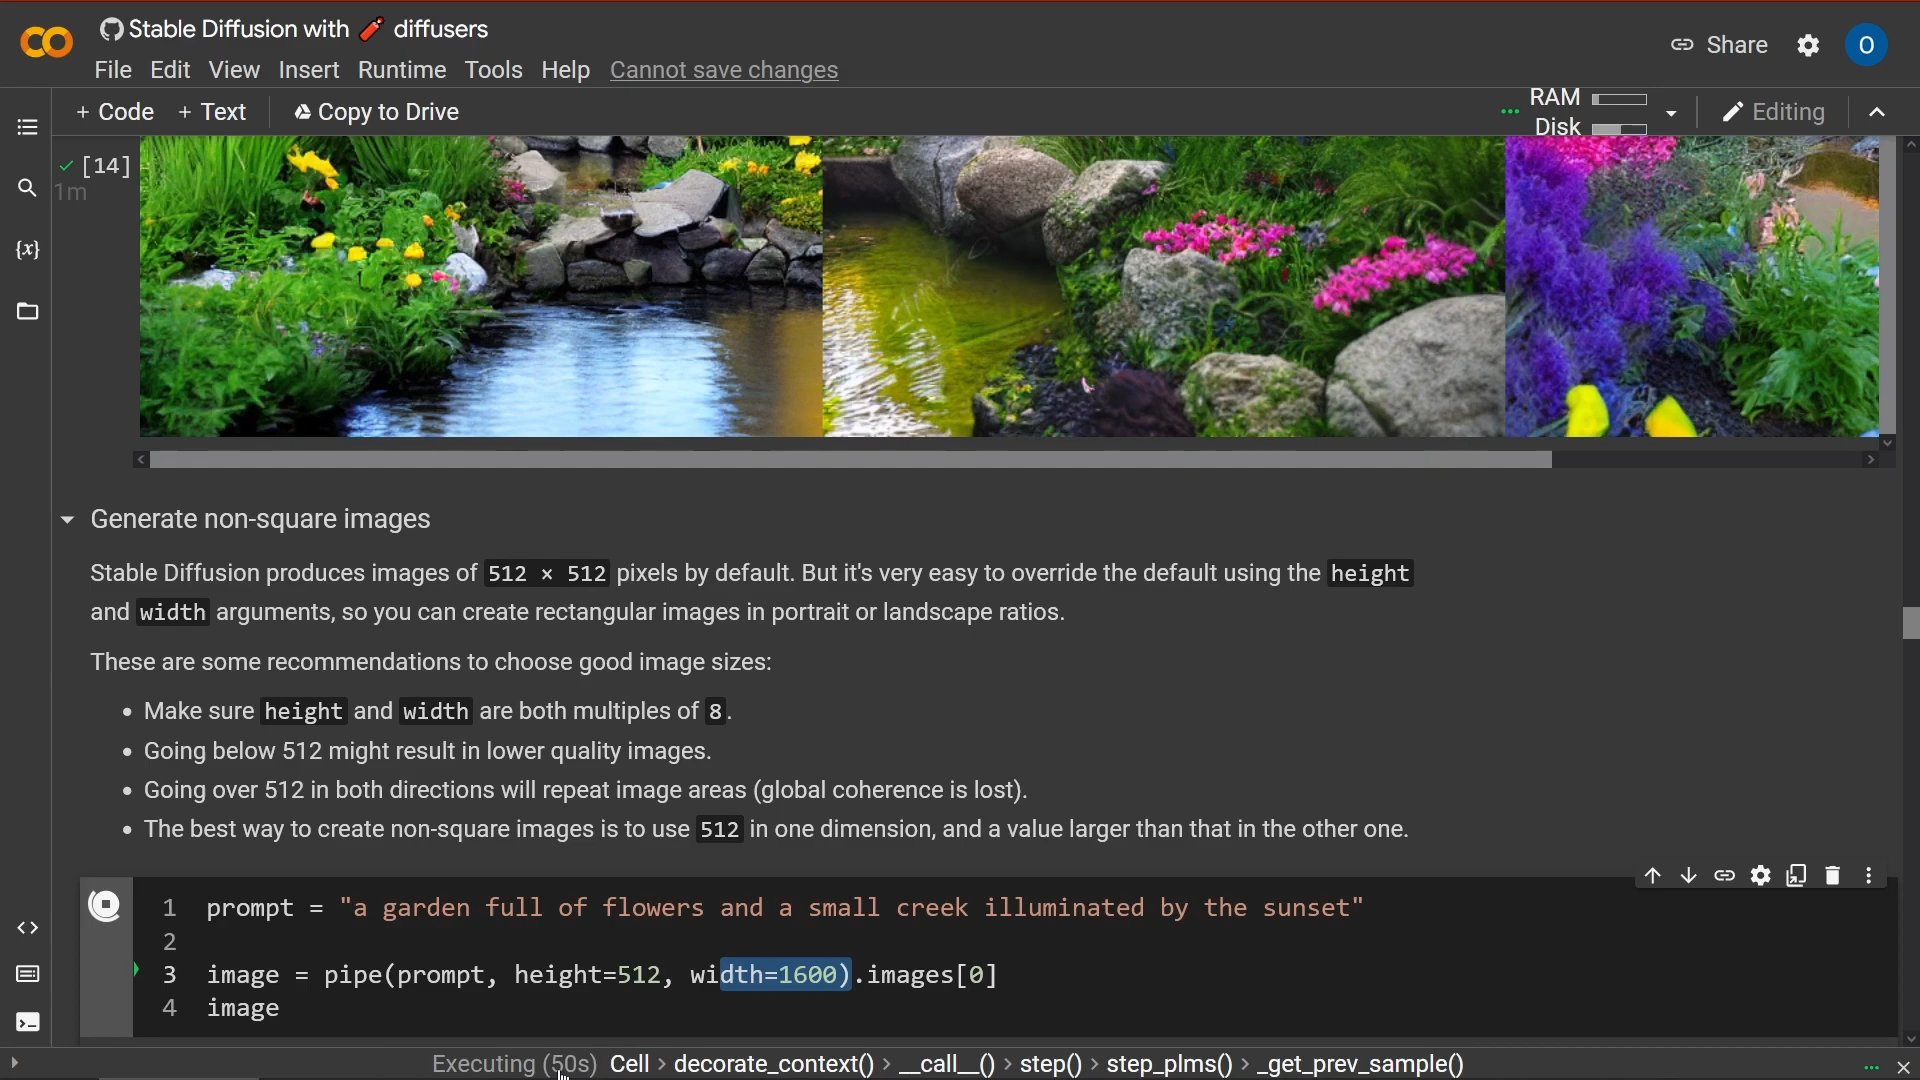 Stable Diffusion with diffusers
File Edit View Insert Runtime Tools Help Cannot save changes
Share
O
+ Code + Text Copy to Drive
RAM
Disk
Editing
[14]
1m
{x}
Generate non-square images
Stable Diffusion produces images of 512 × 512 pixels by default. But it's very easy to override the default using the height
and width arguments, so you can create rectangular images in portrait or landscape ratios.
These are some recommendations to choose good image sizes:
• Make sure height and width are both multiples of 8.
• Going below 512 might result in lower quality images.
• Going over 512 in both directions will repeat image areas (global coherence is lost).
• The best way to create non-square images is to use 512 in one dimension, and a value larger than that in the other one.
1 prompt = "a garden full of flowers and a small creek illuminated by the sunset"
2
3 image = pipe(prompt, height=512, width=1600).images[0]
4 image
Executing (50s) Cell > decorate_context() > __call__() > step() > step_plms() > _get_prev_sample()